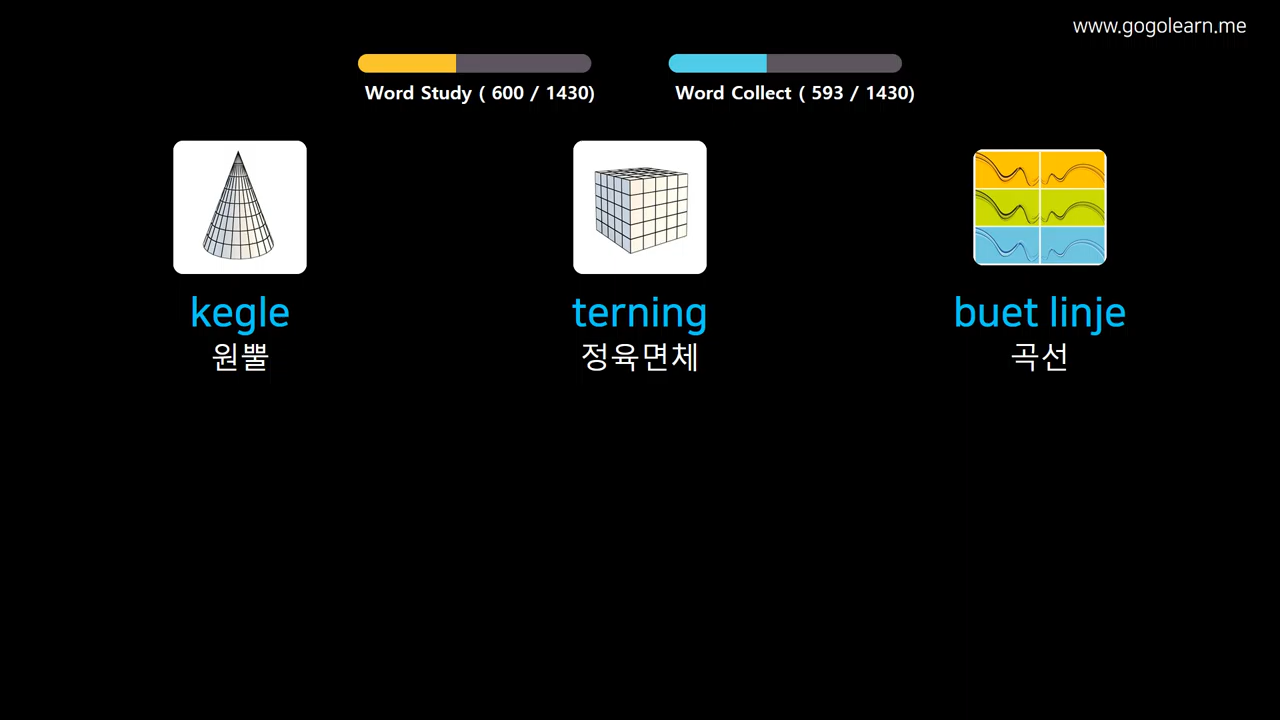 www.gogolearn.me
Word Study ( 600 / 1430)
Word Collect ( 593 / 1430)
kegle
원뿔
terning
정육면체
buet linje
곡선